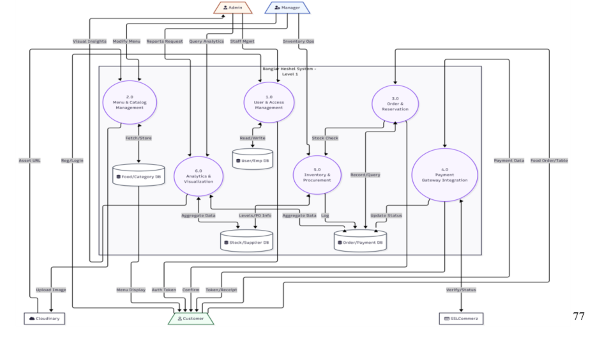 Admin
Manager
Visual Insights
Modify Menu
Reports Request
Query Analytics
Staff Mgmt
Inventory Ops
System -
Level 1
2.0
Menu & Catalog
Management
1.0
User & Access
Management
3.0
Order &
Reservation
Fetch/Store
Read/Write
Stock Check
Asset URL
Reg/Login
Payment Data
Food Order/Table
User/Emp DB
Food/Category DB
6.0
Analytics &
Visualization
5.0
Inventory &
Procurement
Record/Query
4.0
Payment
Gateway Integration
Aggregate Data
Levels/PO Info
Aggregate Data
Log
Update Status
Stock/Supplier DB
Order/Payment DB
Upload Image
Menu Display
Auth Token
Confirm
Token/Receipt
Verify Status
Cloudinary
Customer
SSLCommerz
77